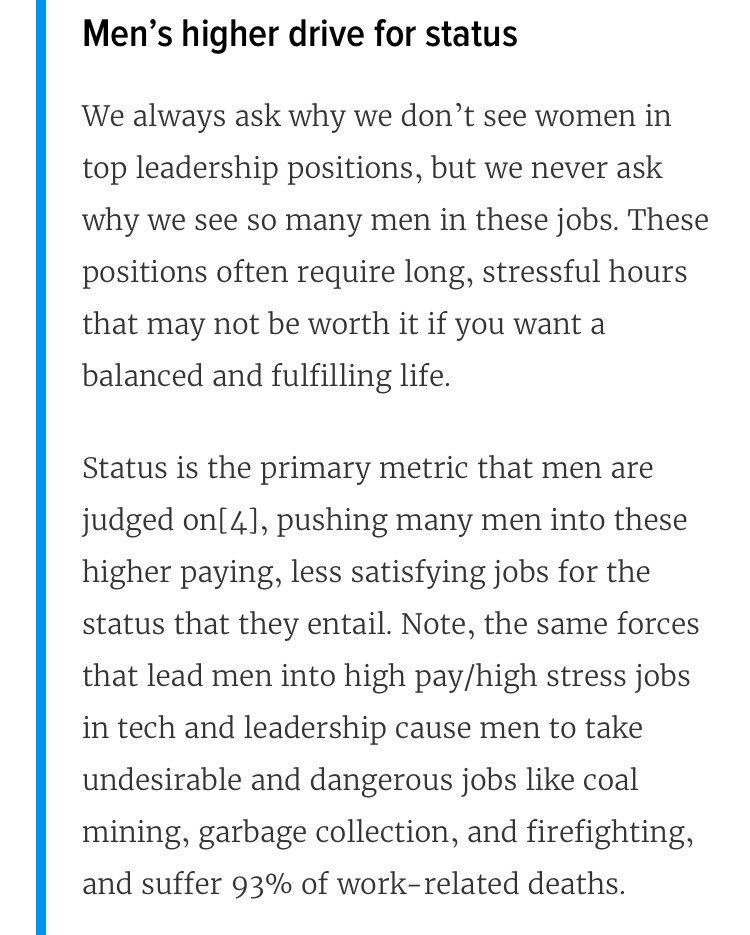 Men’s higher drive for status
We always ask why we don’t see women in
top leadership positions, but we never ask
why we see so many men in these jobs. These
positions often require long, stressful hours
that may not be worth it if you want a
balanced and fulfilling life.
Status is the primary metric that men are
judged on[4], pushing many men into these
higher paying, less satisfying jobs for the
status that they entail. Note, the same forces
that lead men into high pay/high stress jobs
in tech and leadership cause men to take
undesirable and dangerous jobs like coal
mining, garbage collection, and firefighting,
and suffer 93% of work-related deaths.